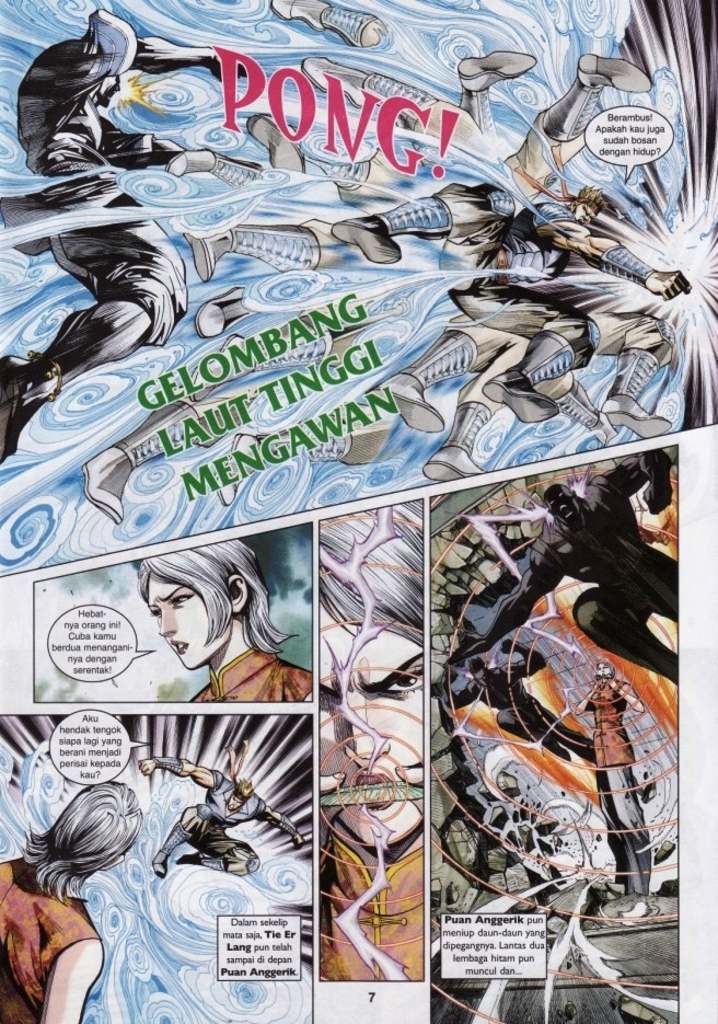 PONG!
Berambus!
Apakah kau juga
sudah bosan
dengan hidup?
GELOMBANG
LAUT TINGGI
MENGAWAN
Hebat-
nya orang ini!
Cuba kamu
berdua menangani-
nya dengan
serentak!
Aku
hendak tengok
siapa lagi yang
berani menjadi
perisai kepada
kau?
Dalam sekelip
mata saja, Tie Er
Lang pun telah
sampai di depan
Puan Anggerik.
Puan Anggerik pun
meniup daun-daun yang
dipegangnya. Lantas dua
lembaga hitam pun
muncul dan...
7